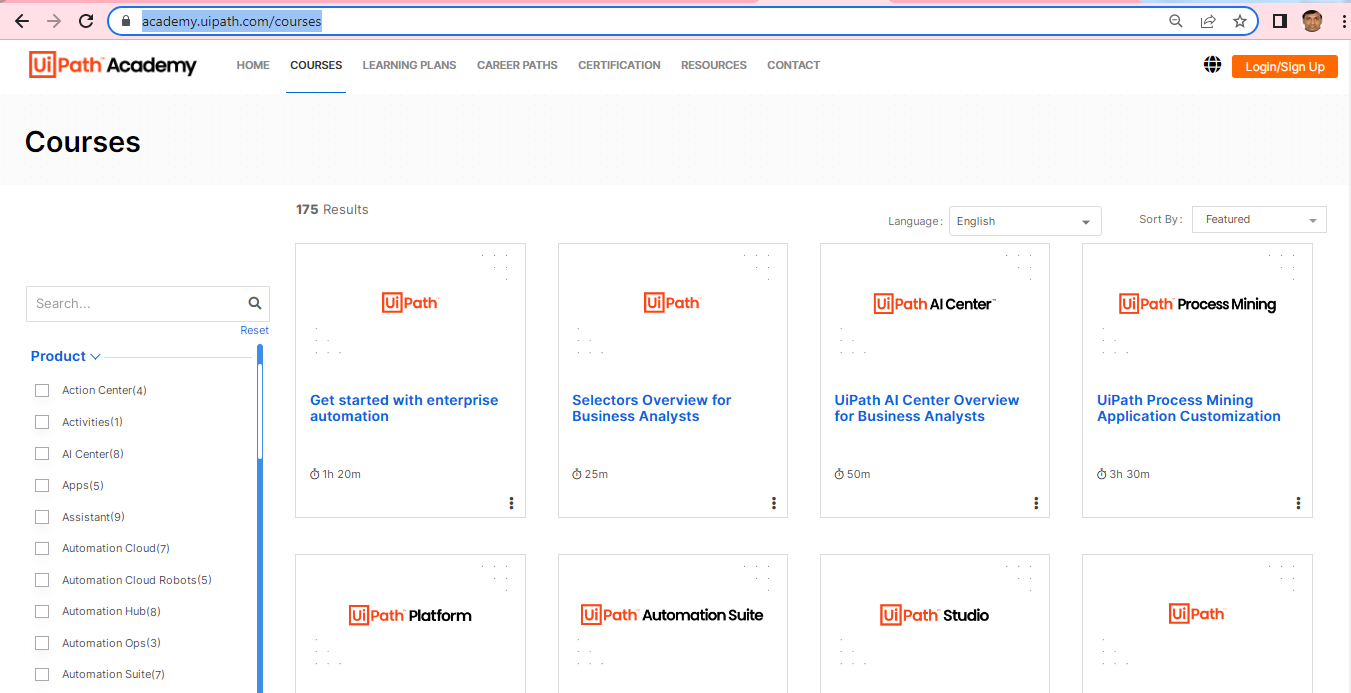 academy.uipath.com/courses
UiPath Academy
HOME COURSES LEARNING PLANS CAREER PATHS CERTIFICATION RESOURCES CONTACT
Login/Sign Up
Courses
175 Results
Language: English
Sort By: Featured
Search...
Reset
Product
Action Center(4)
Activities(1)
AI Center(8)
Apps(5)
Assistant(9)
Automation Cloud(7)
Automation Cloud Robots(5)
Automation Hub(8)
Automation Ops(3)
Automation Suite(7)
UiPath
Get started with enterprise
automation
1h 20m
UiPath
Selectors Overview for
Business Analysts
25m
UiPath AI Center™
UiPath AI Center Overview
for Business Analysts
50m
UiPath Process Mining
UiPath Process Mining
Application Customization
3h 30m
UiPath Platform
UiPath Automation Suite
UiPath Studio
UiPath